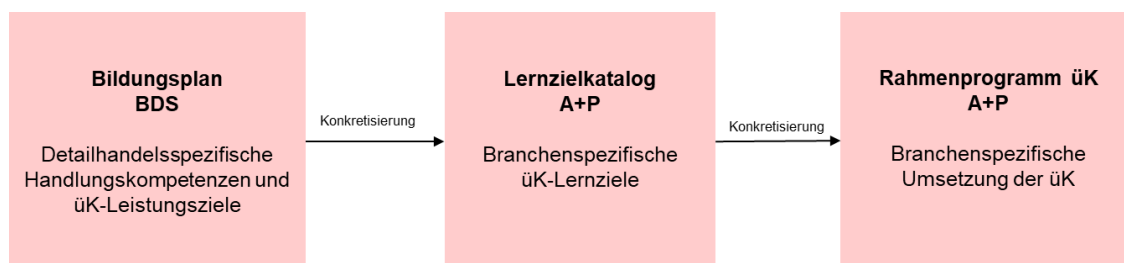 Bildungsplan
BDS
Detailhandelsspezifische
Handlungskompetenzen und
üK-Leistungsziele
Konkretisierung
Lernzielkatalog
A+P
Branchenspezifische
üK-Lernziele
Konkretisierung
Rahmenprogramm üK
A+P
Branchenspezifische
Umsetzung der üK